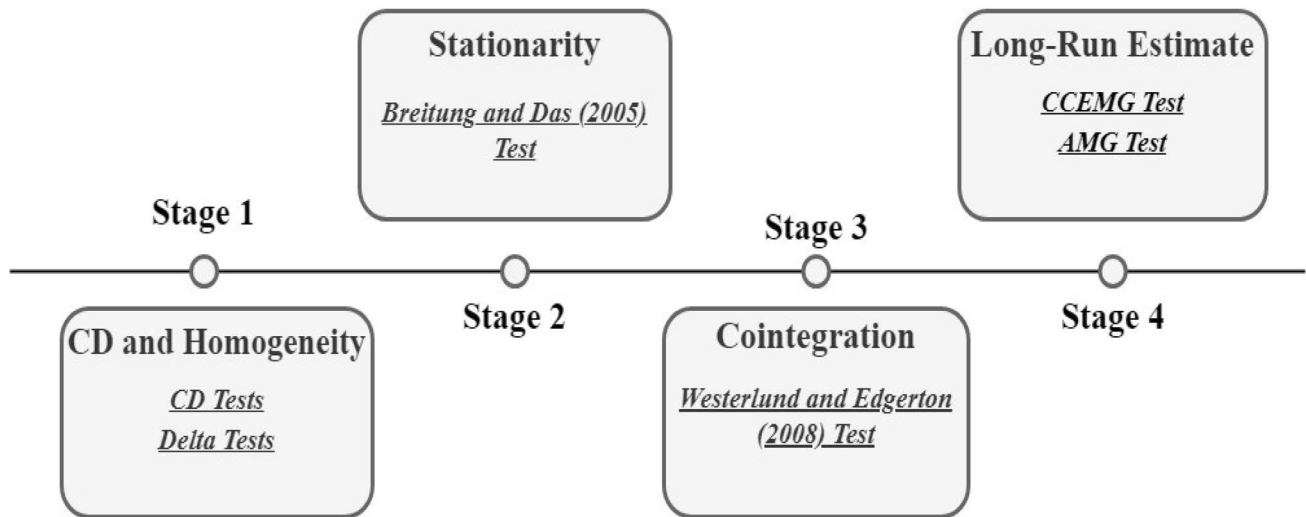 Stage 1
CD and Homogeneity
CD Tests
Delta Tests
Stationarity
Breitung and Das (2005)
Test
Stage 2
Stage 3
Cointegration
Westerlund and Edgerton
(2008) Test
Long-Run Estimate
CCEMG Test
AMG Test
Stage 4